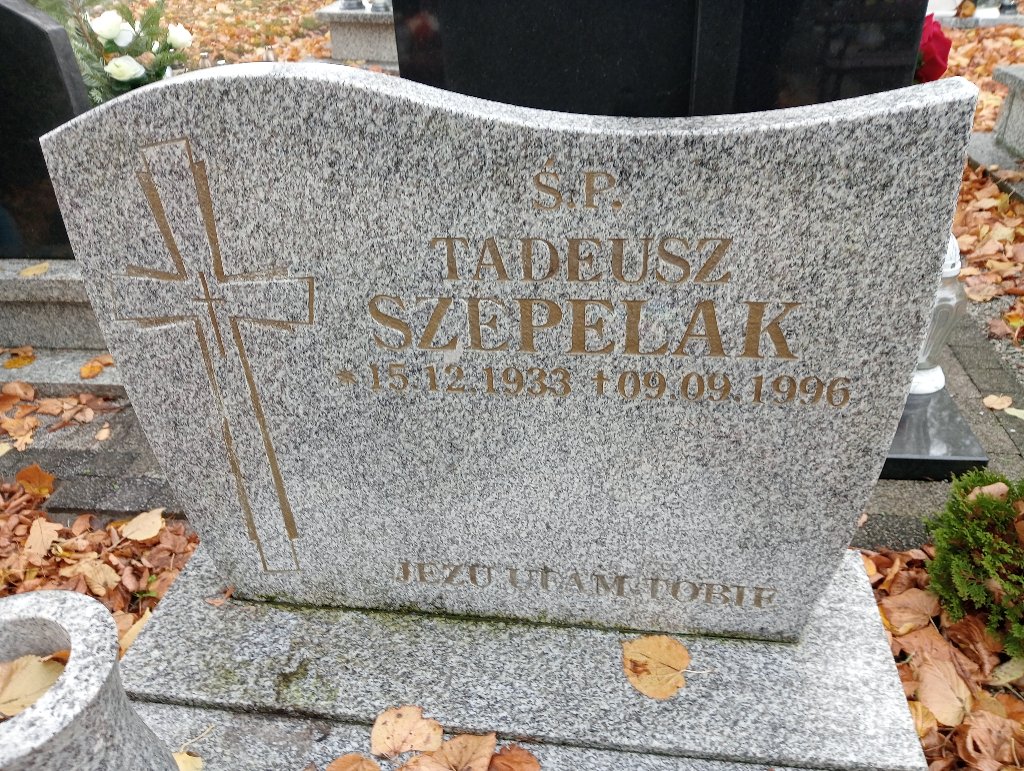 Ś.P.
TADEUSZ
SZEPELAK
* 15.12.1933 † 09.09.1996
JEZU UFAM TOBIE